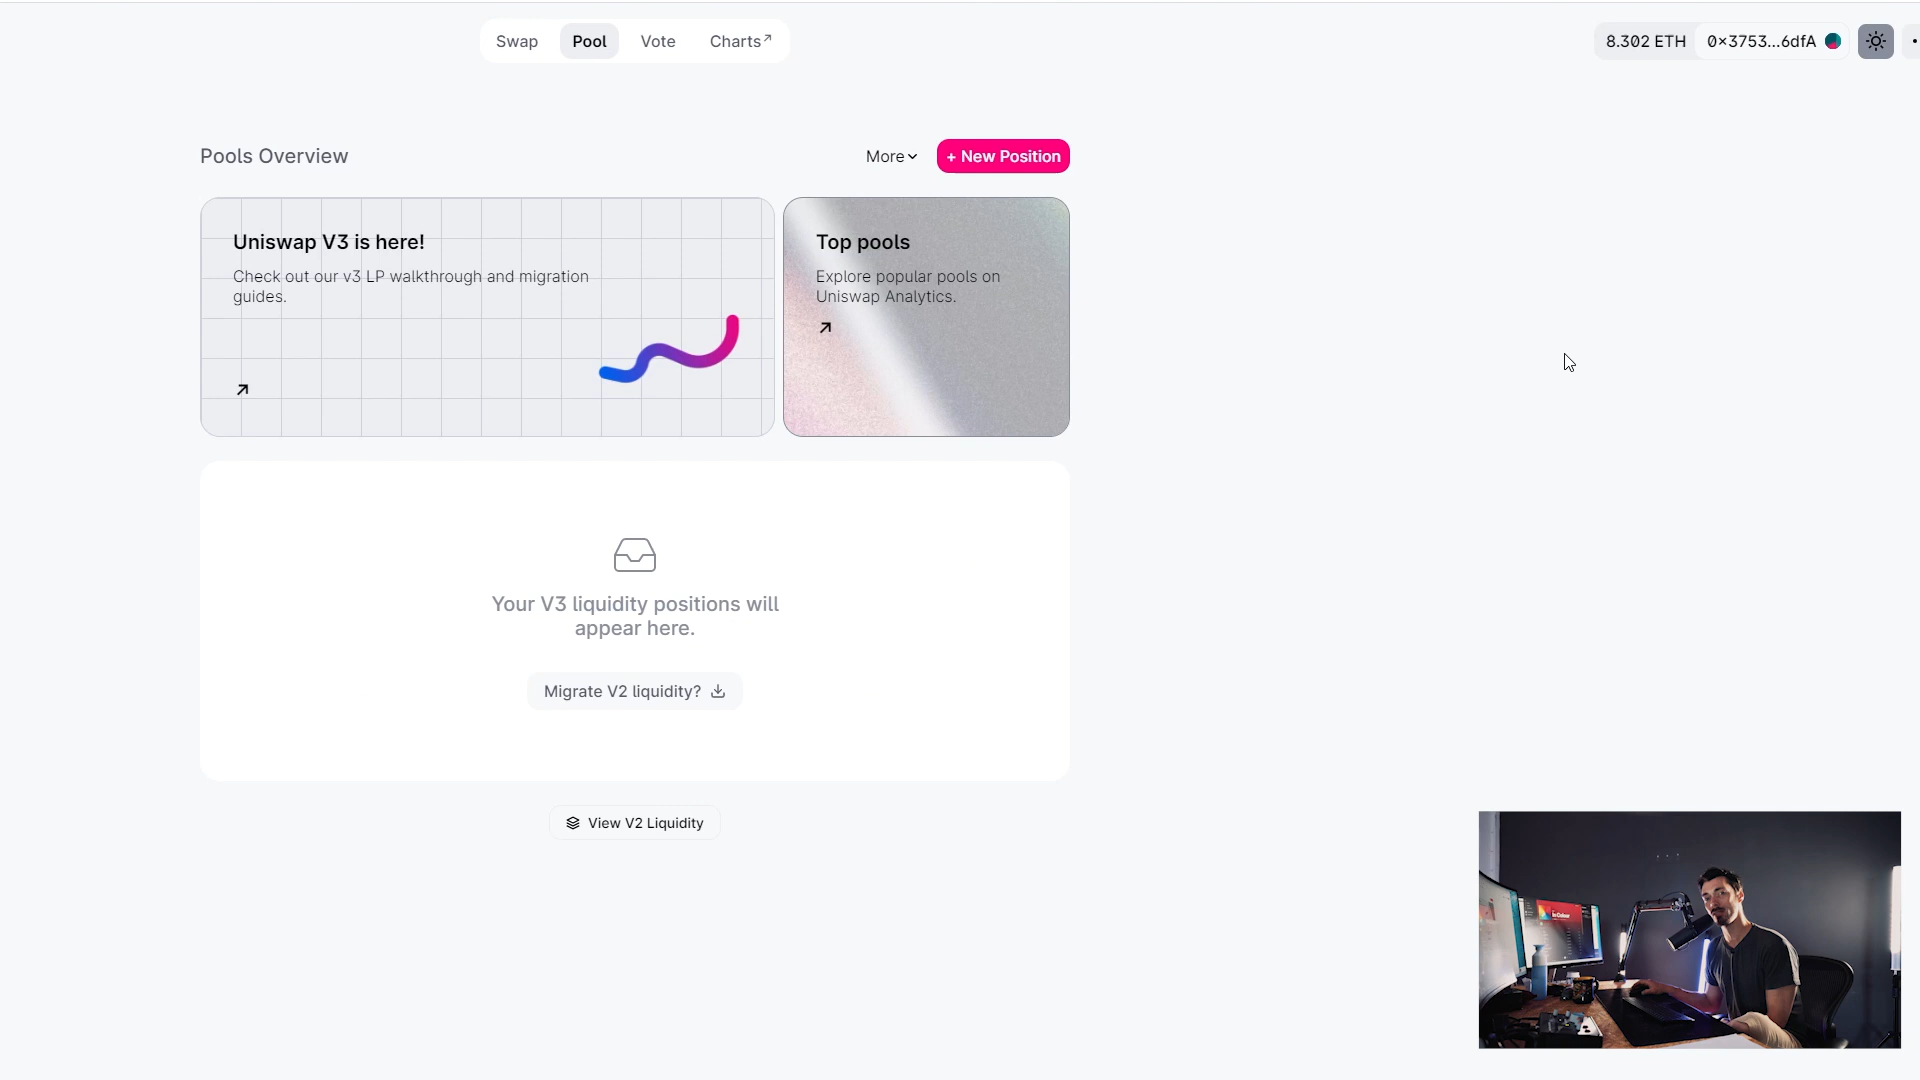 Swap Pool Vote Charts↗ 8.302 ETH 0x3753...6dfA
Pools Overview More + New Position
Uniswap V3 is here!
Check out our v3 LP walkthrough and migration
guides.
Top pools
Explore popular pools on
Uniswap Analytics.
Your V3 liquidity positions will
appear here.
Migrate V2 liquidity?
View V2 Liquidity